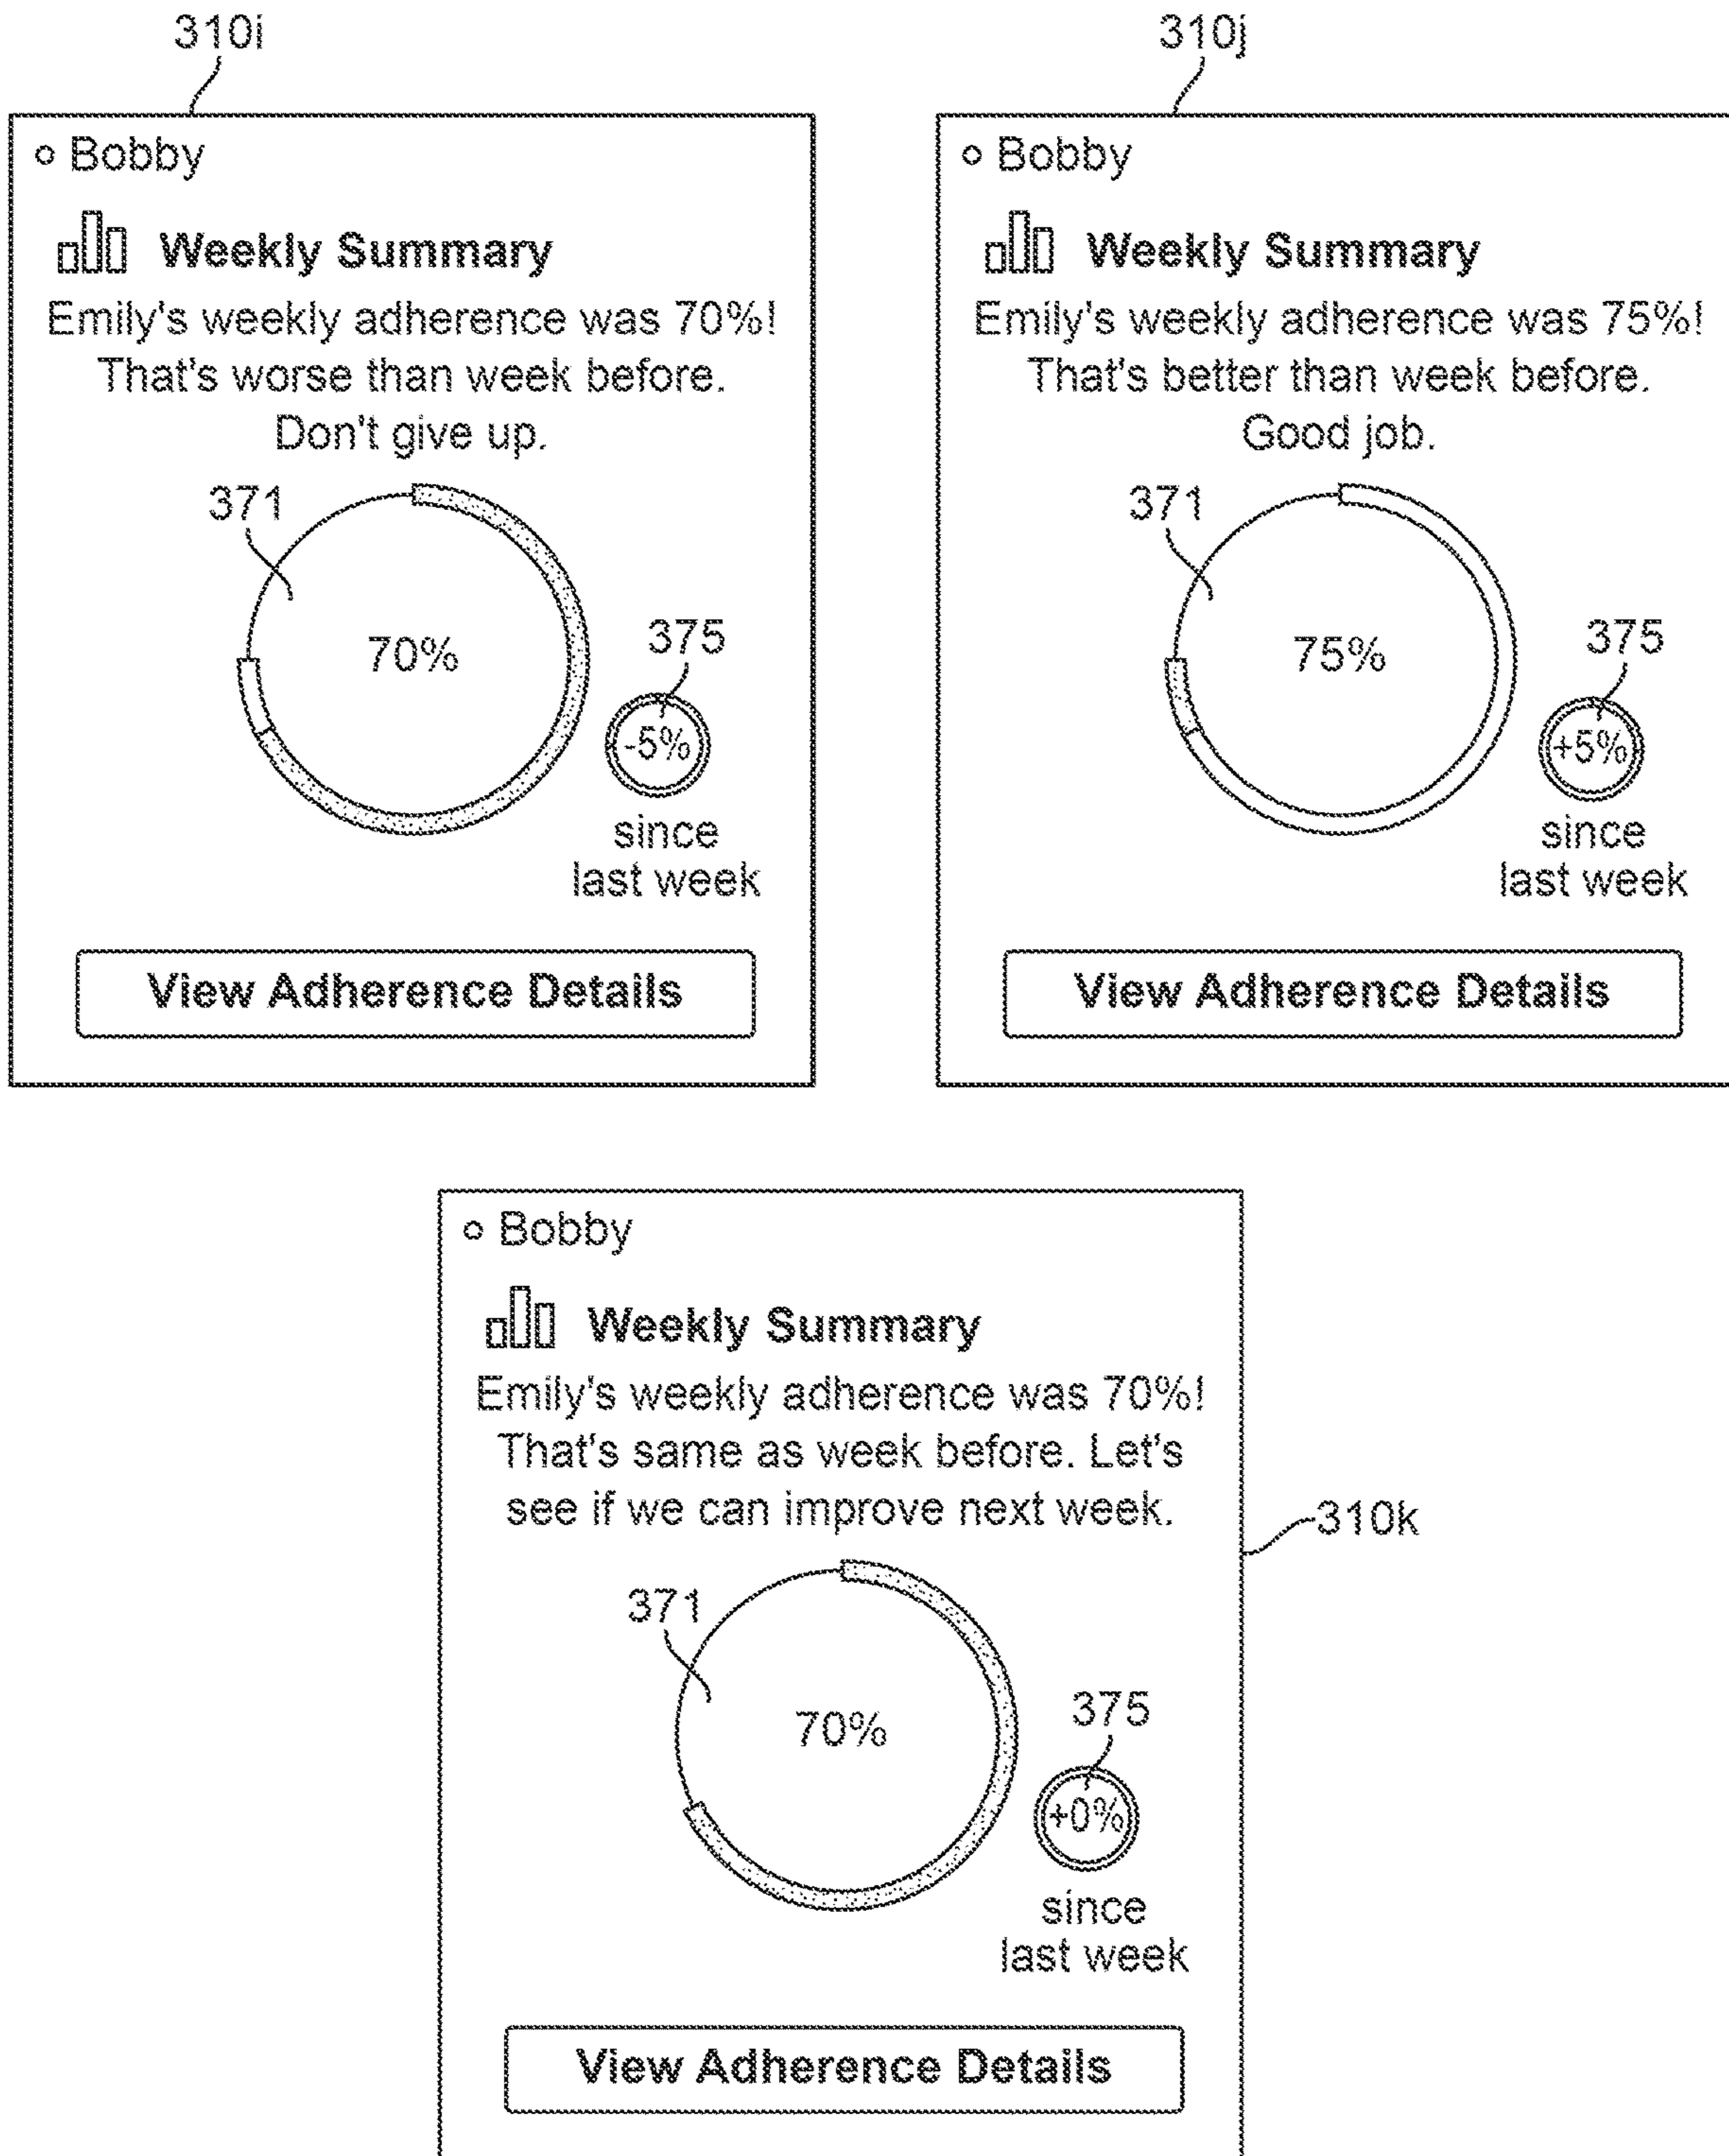 310i
Bobby
Weekly Summary
Emily's weekly adherence was 70%!
That's worse than week before.
Don't give up.
371
70%
375
-5%
since
last week
View Adherence Details
310j
Bobby
Weekly Summary
Emily's weekly adherence was 75%!
That's better than week before.
Good job.
371
75%
375
+5%
since
last week
View Adherence Details
Bobby
Weekly Summary
Emily's weekly adherence was 70%!
That's same as week before. Let's
see if we can improve next week.
310k
371
70%
375
+0%
since
last week
View Adherence Details